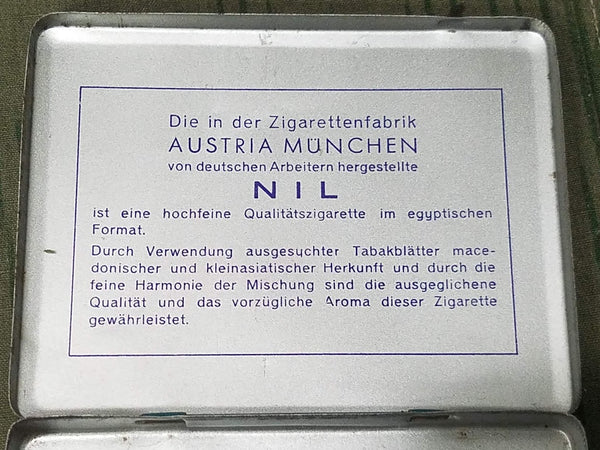 Die in der Zigarettenfabrik
AUSTRIA MÜNCHEN
von deutschen Arbeitern hergestellte
NIL
ist eine hochfeine Qualitätszigarette im egyptischen
Format.
Durch Verwendung ausgesuchter Tabakblätter mace-
donischer und kleinasiatischer Herkunft und durch die
feine Harmonie der Mischung sind die ausgeglichene
Qualität und das vorzügliche Aroma dieser Zigarette
gewährleistet.